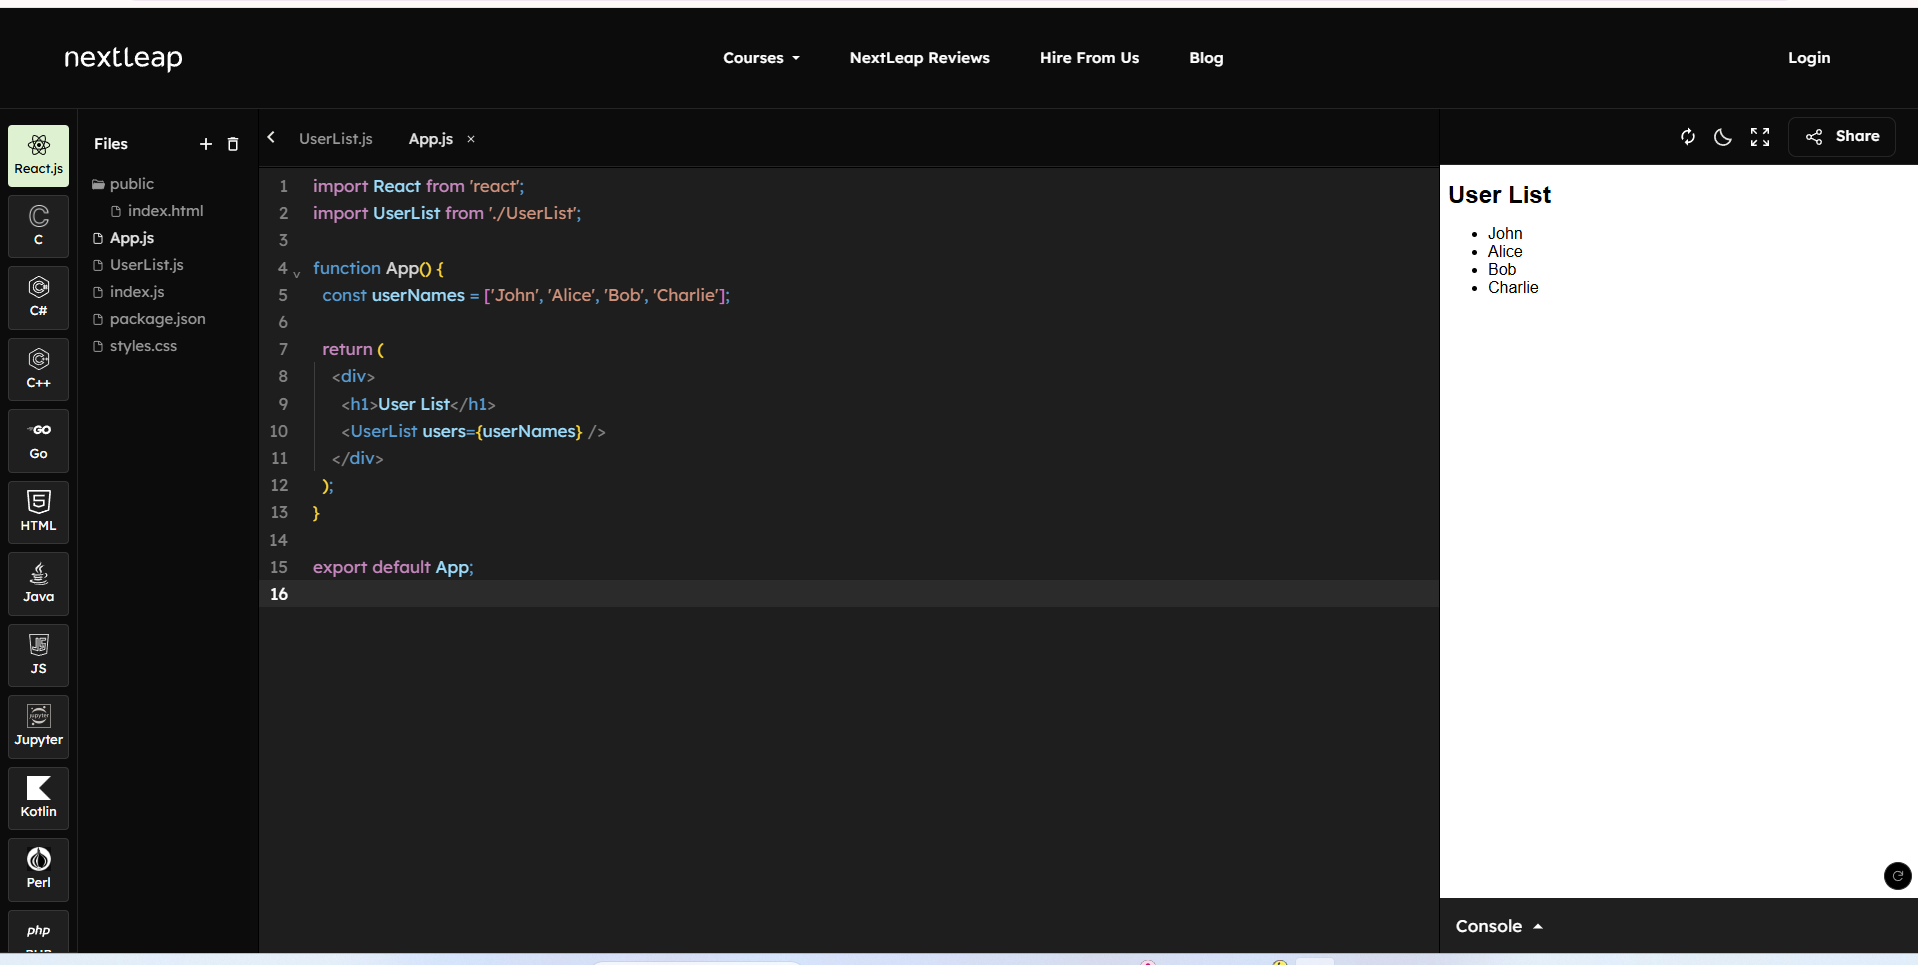 nextleap
Courses
NextLeap Reviews
Hire From Us
Blog
Login
React.js
C
C#
C++
GO
Go
HTML
Java
JS
Jupyter
Kotlin
Perl
php
Files
public
index.html
App.js
UserList.js
index.js
package.json
styles.css
UserList.js
App.js
Share
1 import React from 'react';
2 import UserList from './UserList';
3
4 function App() {
5 const userNames = ['John', 'Alice', 'Bob', 'Charlie'];
6
7 return (
8 <div>
9 <h1>User List</h1>
10 <UserList users={userNames} />
11 </div>
12 );
13 }
14
15 export default App;
16
User List
John
Alice
Bob
Charlie
Console